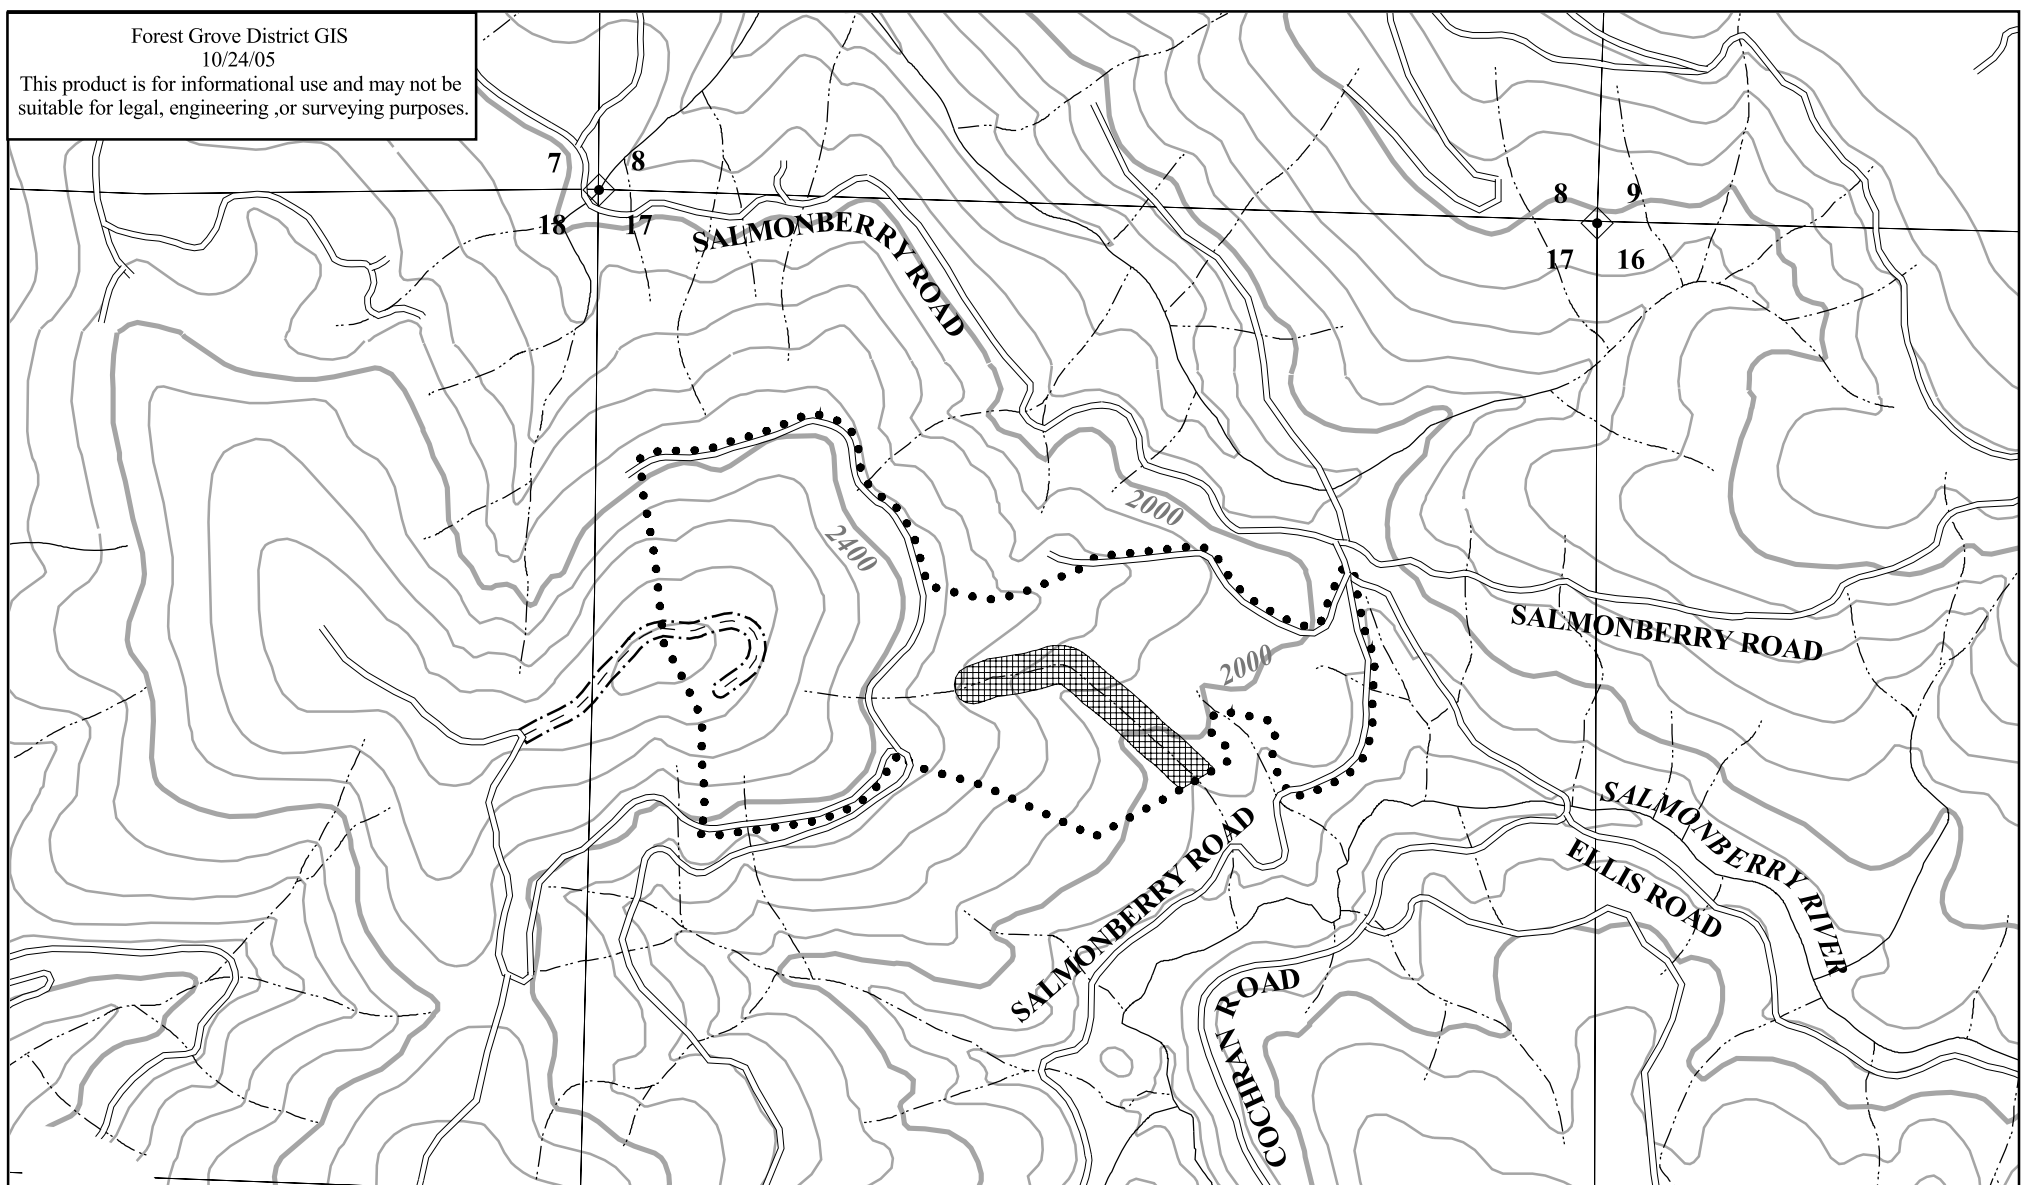 Forest Grove District GIS
10/24/05
This product is for informational use and may not be
suitable for legal, engineering ,or surveying purposes.
7
8
18
17
8
9
17
16
SALMONBERRY ROAD
2000
2400
2000
SALMONBERRY ROAD
SALMONBERRY ROAD
SALMONBERRY RIVER
ELLIS ROAD
COCHRAN ROAD